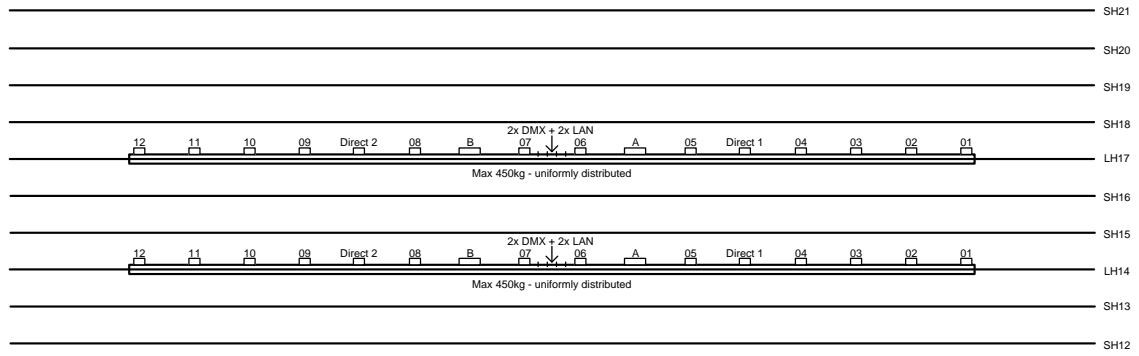 SH21
SH20
SH19
SH18
2x DMX + 2x LAN
12 11 10 09 Direct 2 08 B 07 06 A 05 Direct 1 04 03 02 01
LH17
Max 450kg - uniformly distributed
SH16
SH15
2x DMX + 2x LAN
12 11 10 09 Direct 2 08 B 07 06 A 05 Direct 1 04 03 02 01
LH14
Max 450kg - uniformly distributed
SH13
SH12